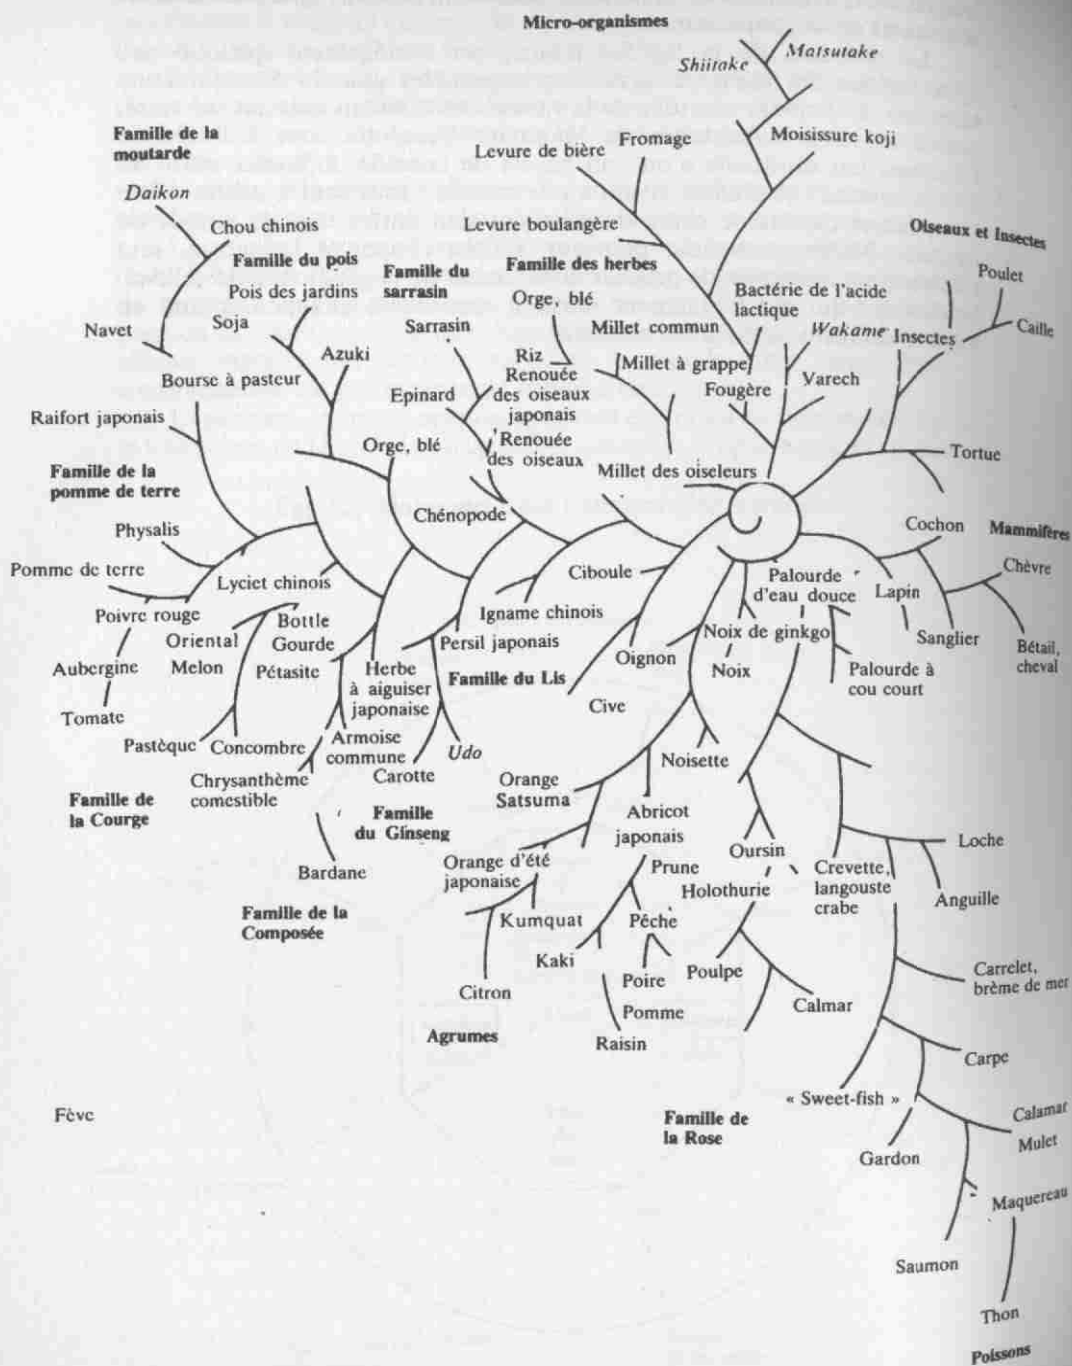 Micro-organismes
Matsutake
Shiitake
Famille de la
moutarde
Moisissure koji
Fromage
Levure de bière
Daikon
Chou chinois
Levure boulangère
Oiseaux et Insectes
Famille du pois
Famille du
sarrasin
Famille des herbes
Poulet
Pois des jardins
Orge, blé
Bactérie de l'acide
lactique
Navet
Soja
Sarrasin
Millet commun
Wakame
Insectes
Caille
Azuki
Riz
Millet à grappe
Bourse à pasteur
Epinard
Renouée
des oiseaux
japonais
Fougère
Varech
Raifort japonais
Orge, blé
Renouée
des oiseaux
Millet des oiseleurs
Tortue
Famille de la
pomme de terre
Chénopode
Cochon
Mammifères
Physalis
Pomme de terre
Lyciet chinois
Ciboule
Palourde
d'eau douce
Lapin
Chèvre
Poivre rouge
Bottle
Gourde
Igname chinois
Oriental
Melon
Persil japonais
Noix de ginkgo
Sanglier
Bétail,
cheval
Aubergine
Pétasite
Herbe
à aiguiser
japonaise
Famille du Lis
Oignon
Noix
Palourde à
cou court
Tomate
Cive
Pastèque
Concombre
Armoise
commune
Udo
Noisette
Chrysanthème
comestible
Carotte
Orange
Satsuma
Famille de
la Courge
Famille
du Ginseng
Abricot
japonais
Bardane
Orange d'été
japonaise
Prune
Oursin
Loche
Holothurie
Crevette,
langouste
crabe
Anguille
Famille de la
Composée
Kumquat
Pêche
Kaki
Poire
Poulpe
Carrelet,
brème de mer
Citron
Pomme
Calmar
Agrumes
Raisin
Carpe
Fève
« Sweet-fish »
Famille de
la Rose
Calamar
Mulet
Gardon
Maquereau
Saumon
Thon
Poissons